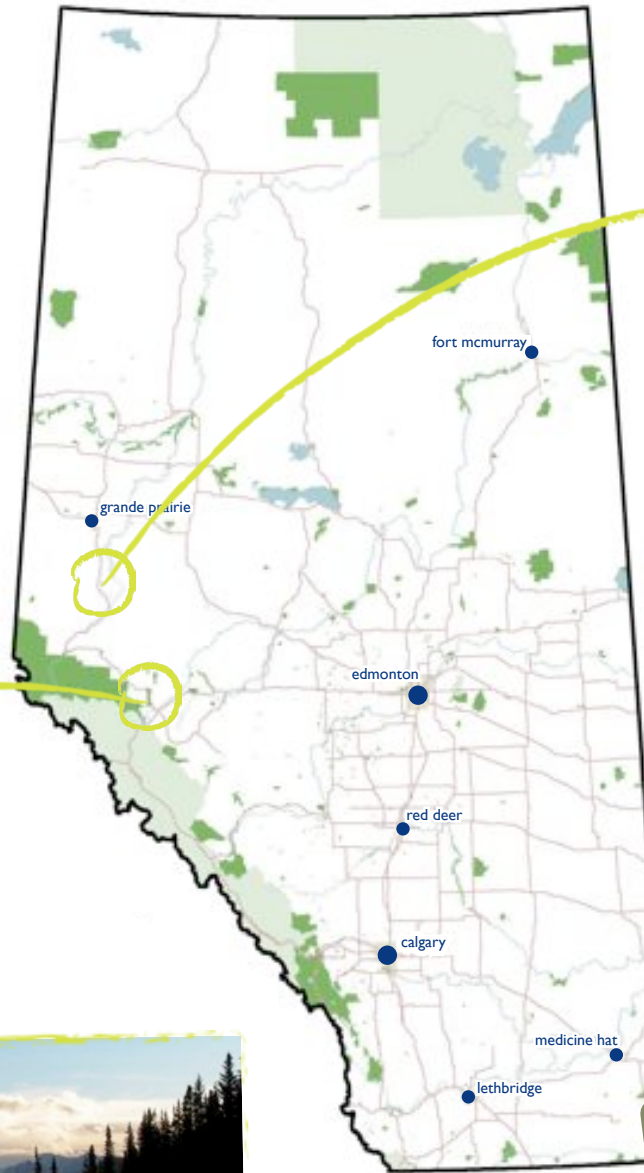 fort mcmurray
grande prairie
edmonton
red deer
calgary
medicine hat
lethbridge